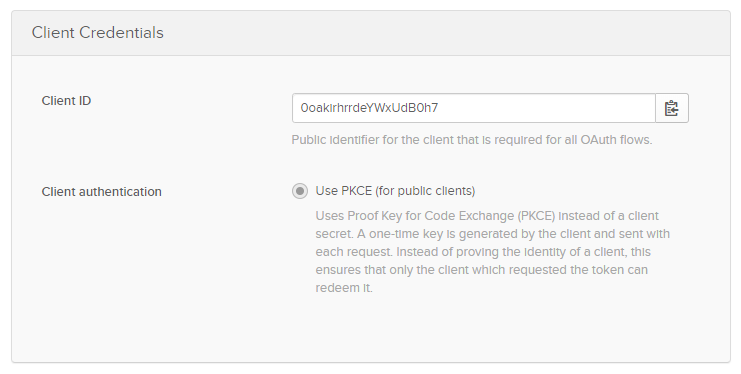 Client Credentials
Client ID
0oakirhrrdeYWxUdB0h7
Public identifier for the client that is required for all OAuth flows.
Client authentication
Use PKCE (for public clients)
Uses Proof Key for Code Exchange (PKCE) instead of a client
secret. A one-time key is generated by the client and sent with
each request. Instead of proving the identity of a client, this
ensures that only the client which requested the token can
redeem it.